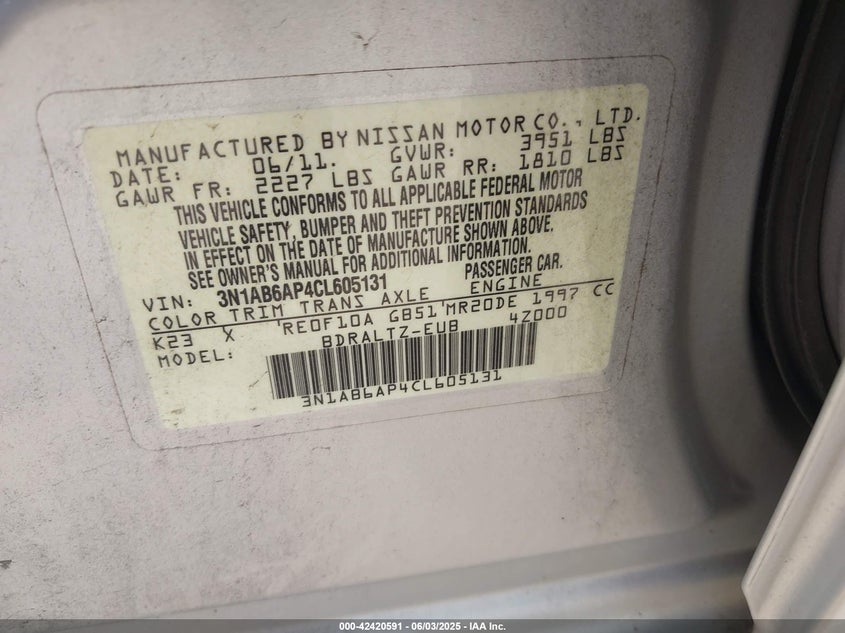 MANUFACTURED BY NISSAN MOTOR CO., LTD.
DATE: 06/11. GVWR: 3951 LBS
GAWR FR: 2227 LBS GAWR RR: 1810 LBS
THIS VEHICLE CONFORMS TO ALL APPLICABLE FEDERAL MOTOR
VEHICLE SAFETY, BUMPER AND THEFT PREVENTION STANDARDS
IN EFFECT ON THE DATE OF MANUFACTURE SHOWN ABOVE.
SEE OWNER'S MANUAL FOR ADDITIONAL INFORMATION.
VIN: 3N1AB6AP4CL605131 PASSENGER CAR.
COLOR TRIM TRANS AXLE ENGINE
K23 X 'RE0F10A GB51'MR20DE 1997 CC
MODEL: BDRALTZ-EUB 4Z000
3N1AB6AP4CL605131
000-42420591 - 06/03/2025 - IAA Inc.